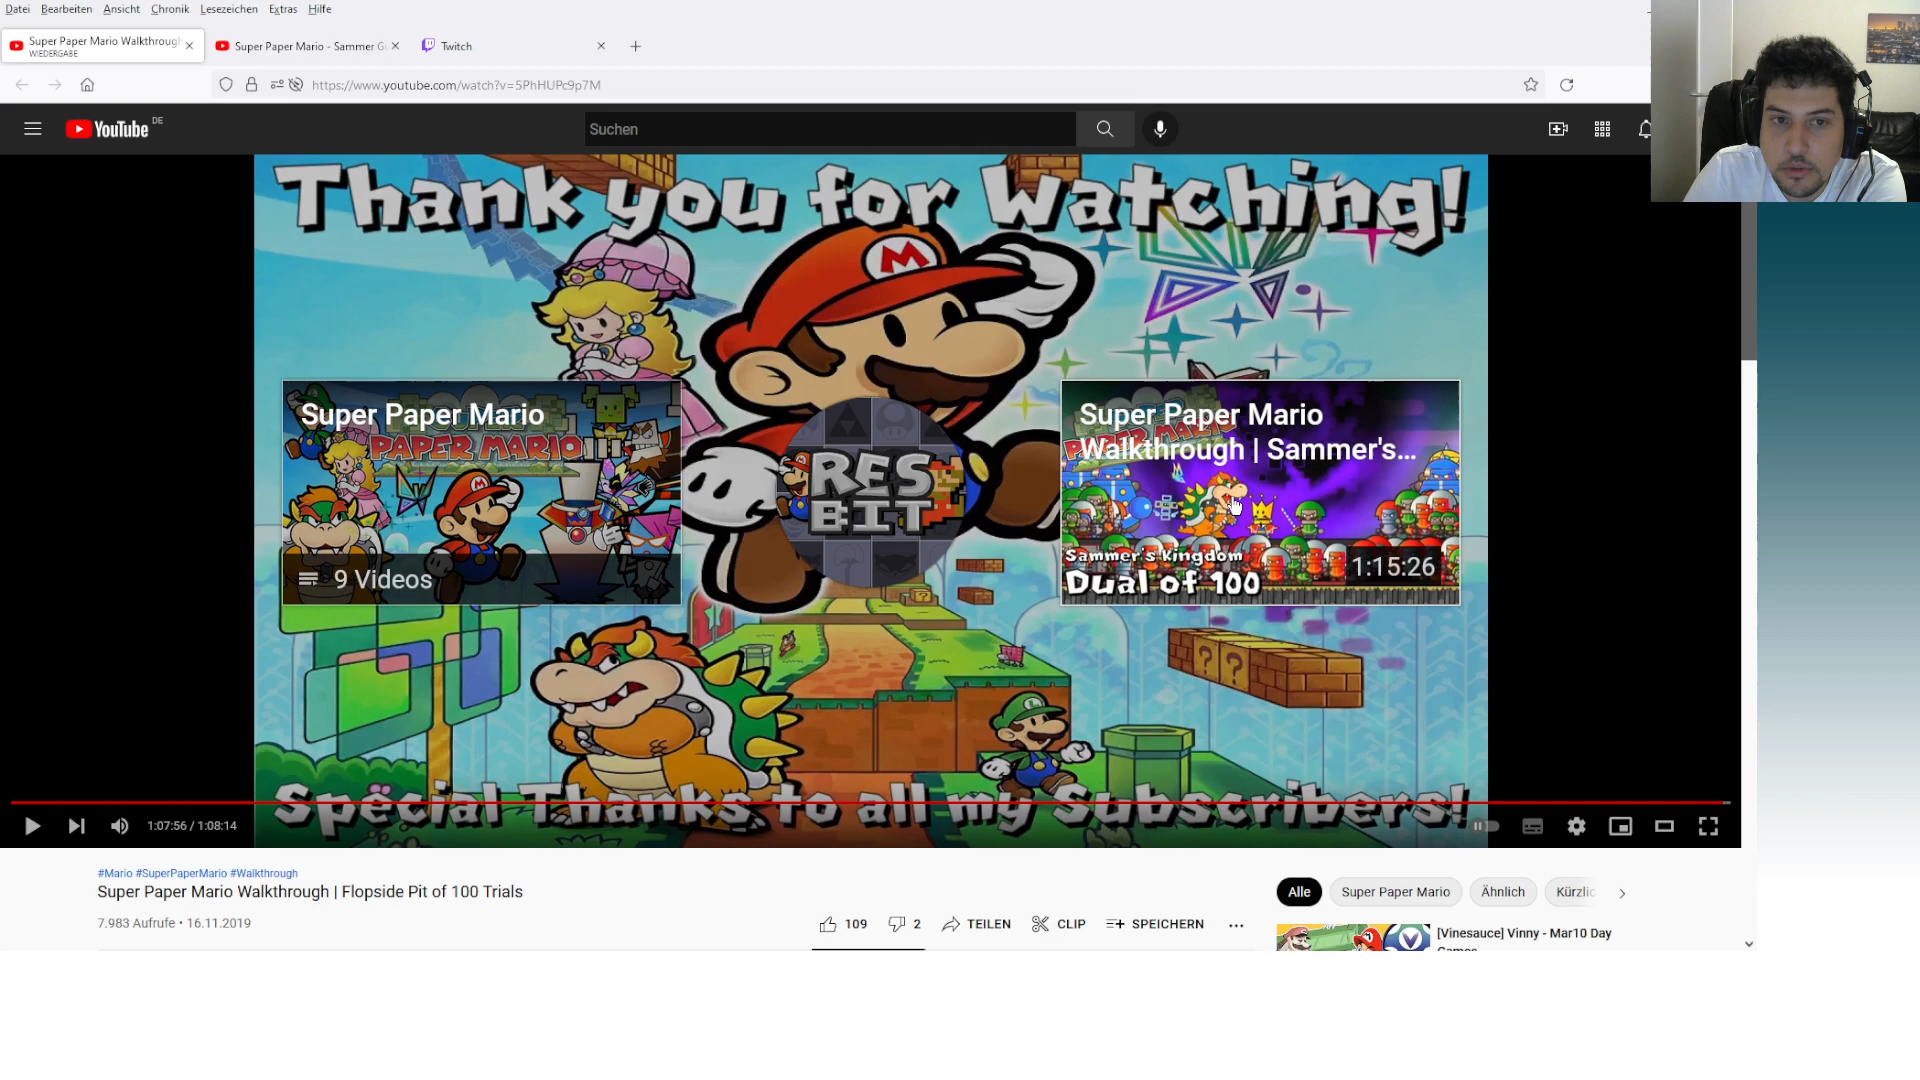 Datei Bearbeiten Ansicht Chronik Lesezeichen Extras Hilfe
Super Paper Mario Walkthrough
WIEDERGABE
Super Paper Mario - Sammer G
Twitch
https://www.youtube.com/watch?v=5PhHUPc9p7M
YouTube DE
Suchen
Thank you for Watching!
Super Paper Mario
PAPER MARIO
9 Videos
RES
BIT
Super Paper Mario
Walkthrough | Sammer's...
Sammer's Kingdom
Dual of 100
1:15:26
Special Thanks to all my Subscribers!
1:07:56 / 1:08:14
#Mario #SuperPaperMario #Walkthrough
Super Paper Mario Walkthrough | Flopside Pit of 100 Trials
7.983 Aufrufe • 16.11.2019
109 2 TEILEN CLIP SPEICHERN
Alle Super Paper Mario Ähnlich Kürzlic
[Vinesauce] Vinny - Mar10 Day